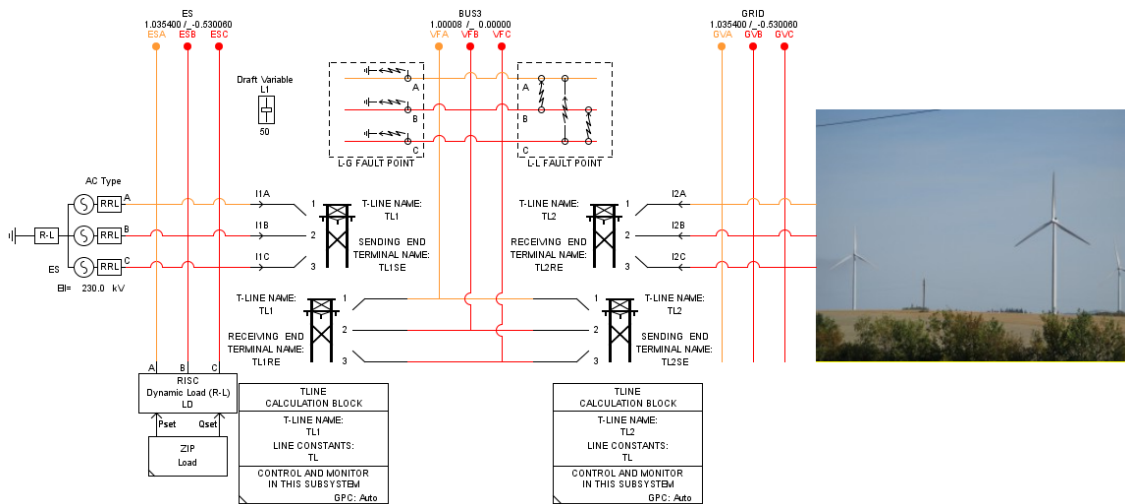 ES
1.035400 /_-0.530060
ESA ESB ESC
BUS3
1.00008 /_ 0.00000
VFA VFB VFC
GRID
1.035400 /_-0.530060
GVA GVB GVC
Draft Variable
L1
50
A
B
C
L-G FAULT POINT
A
B
C
L-L FAULT POINT
AC Type
RRL A
R-L RRL B
RRL C
ES
Ell= 230.0 kV
I1A
I1B
I1C
1
2
3
T-LINE NAME:
TL1
SENDING END
TERMINAL NAME:
TL1SE
T-LINE NAME:
TL2
RECEIVING END
TERMINAL NAME:
TL2RE
1
2
3
I2A
I2B
I2C
T-LINE NAME:
TL1
RECEIVING END
TERMINAL NAME:
TL1RE
1
2
3
1
2
3
T-LINE NAME:
TL2
SENDING END
TERMINAL NAME:
TL2SE
A B C
RISC
Dynamic Load (R-L)
LD
Pset Qset
ZIP
Load
TLINE
CALCULATION BLOCK
T-LINE NAME:
TL1
LINE CONSTANTS:
TL
CONTROL AND MONITOR
IN THIS SUBSYSTEM
GPC: Auto
TLINE
CALCULATION BLOCK
T-LINE NAME:
TL2
LINE CONSTANTS:
TL
CONTROL AND MONITOR
IN THIS SUBSYSTEM
GPC: Auto